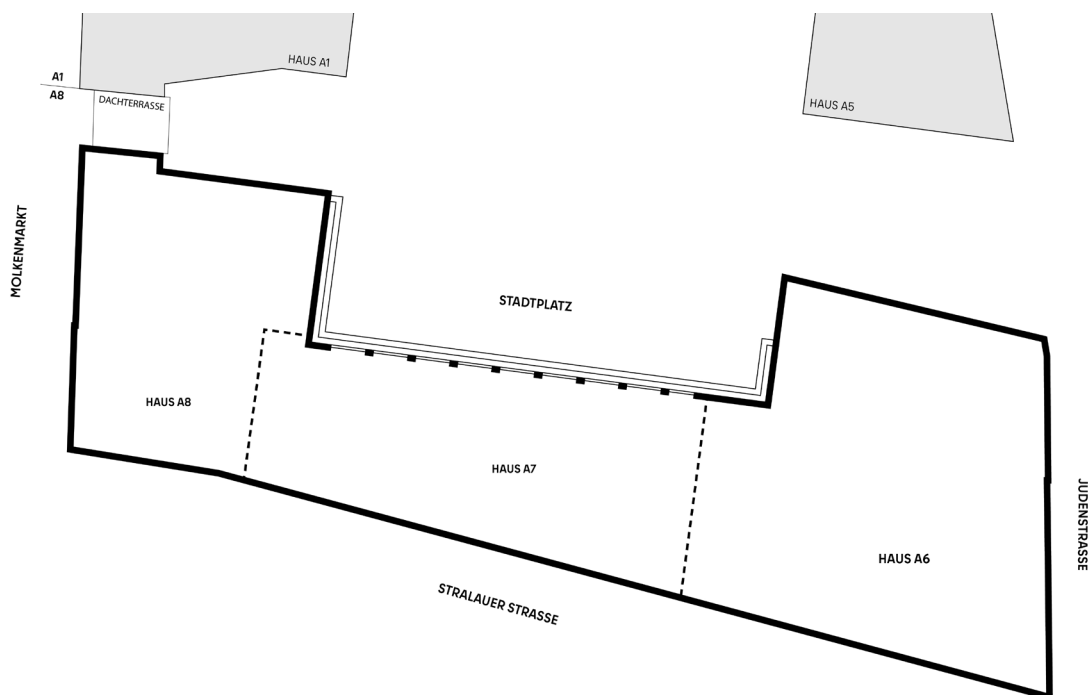 HAUS A1
A1
A8
DACHTERRASSE
HAUS A5
MOLKENMARKT
STADTPLATZ
HAUS A8
HAUS A7
HAUS A6
JUDENSTRASSE
STRALAUER STRASSE